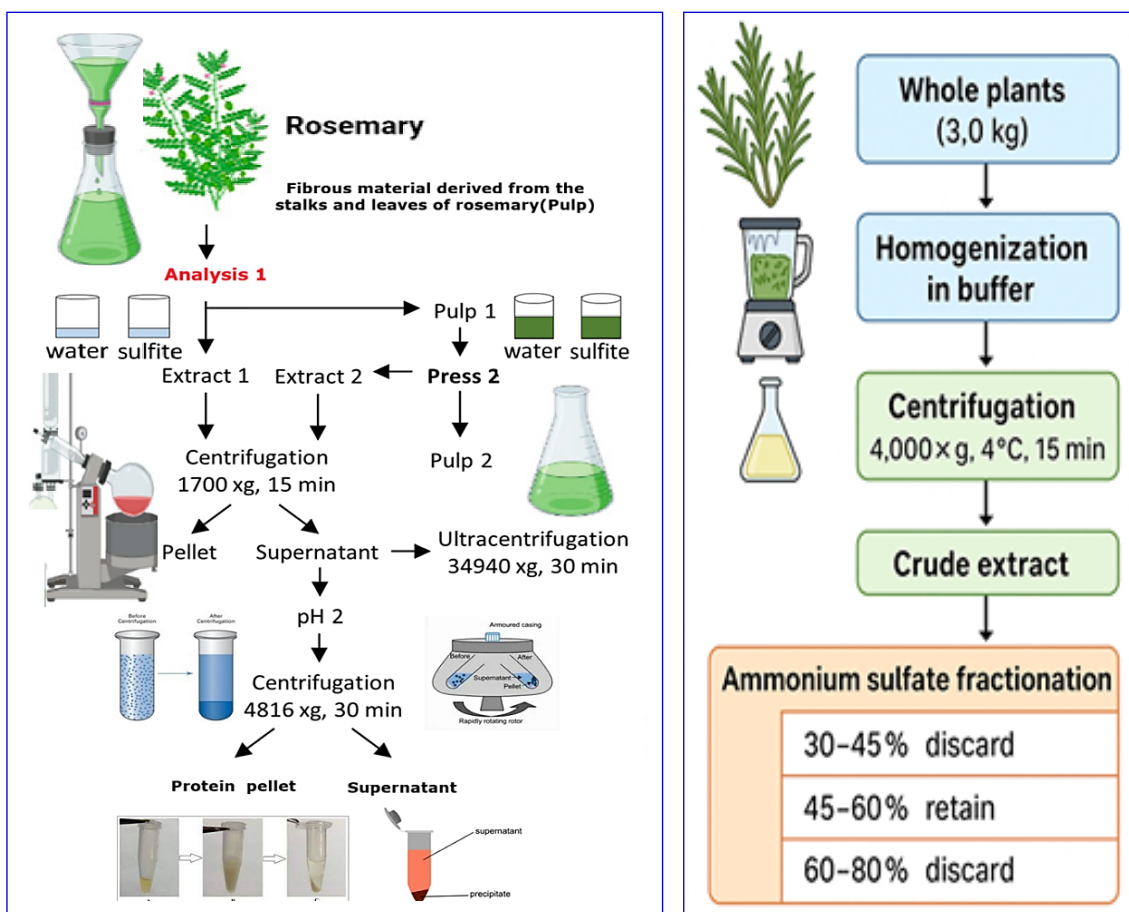 Rosemary
Fibrous material derived from the
stalks and leaves of rosemary(Pulp)
Analysis 1
Pulp 1
water
sulfite
water
sulfite
Extract 1
Extract 2
Press 2
Centrifugation
1700 xg, 15 min
Pulp 2
Pellet
Supernatant
Ultracentrifugation
34940 xg, 30 min
pH 2
Before
Centrifugation
After
Centrifugation
Armoured casing
Before
After
Supernatant
Pellet
Rapidly rotating rotor
Centrifugation
4816 xg, 30 min
Protein pellet
Supernatant
supernatant
precipitate
Whole plants
(3,0 kg)
Homogenization
in buffer
Centrifugation
4,000 × g, 4°C, 15 min
Crude extract
Ammonium sulfate fractionation
30–45% discard
45–60% retain
60–80% discard